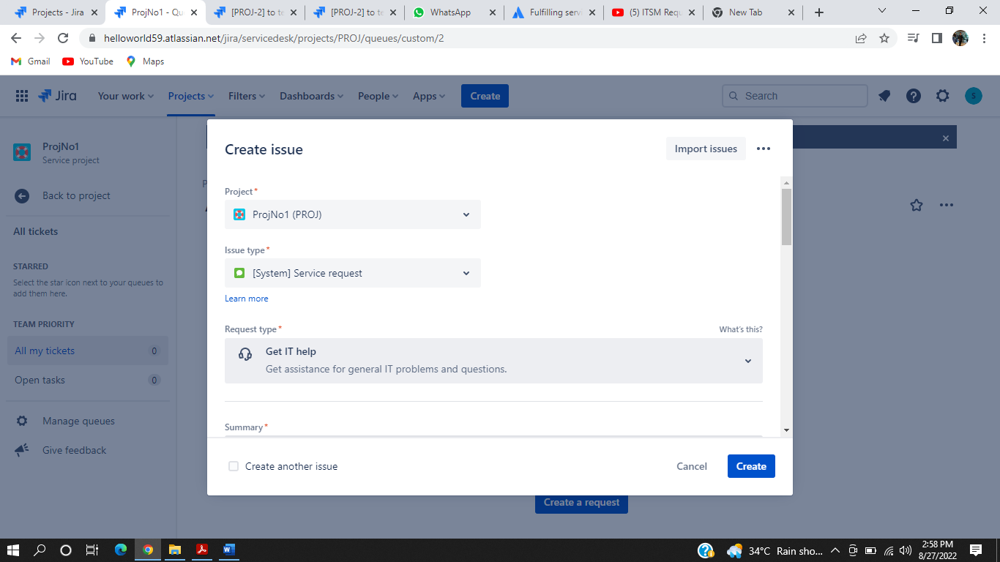 Projects - Jira
ProjNo1 - Qu
[PROJ-2] to te
[PROJ-2] to te
WhatsApp
Fulfilling serv
(5) ITSM Requ
New Tab
helloworld59.atlassian.net/jira/servicedesk/projects/PROJ/queues/custom/2
Gmail
YouTube
Maps
Jira
Your work
Projects
Filters
Dashboards
People
Apps
Create
Search
S
ProjNo1
Service project
Back to project
All tickets
STARRED
Select the star icon next to your queues to
add them here.
TEAM PRIORITY
All my tickets 0
Open tasks 0
Manage queues
Give feedback
Create issue
Import issues
Project*
ProjNo1 (PROJ)
Issue type*
[System] Service request
Learn more
Request type*
What's this?
Get IT help
Get assistance for general IT problems and questions.
Summary*
Create another issue
Cancel
Create
Create a request
34°C Rain sho...
2:58 PM
8/27/2022